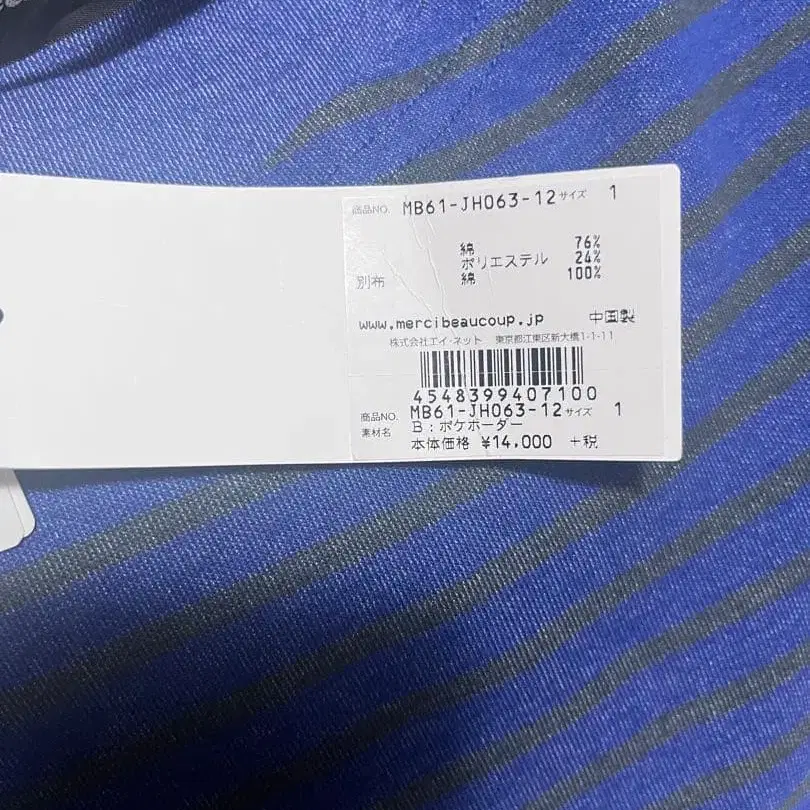 商品NO. MB61-JH063-12 サイズ 1
綿 76%
ポリエステル 24%
別布 綿 100%
www.mercibeaucoup.jp 中国製
株式会社エイ・ネット 東京都江東区新大橋1-1-11
4548399407100
商品NO. MB61-JH063-12 サイズ 1
素材名 B:ポケボーダー
本体価格 ¥14,000 +税